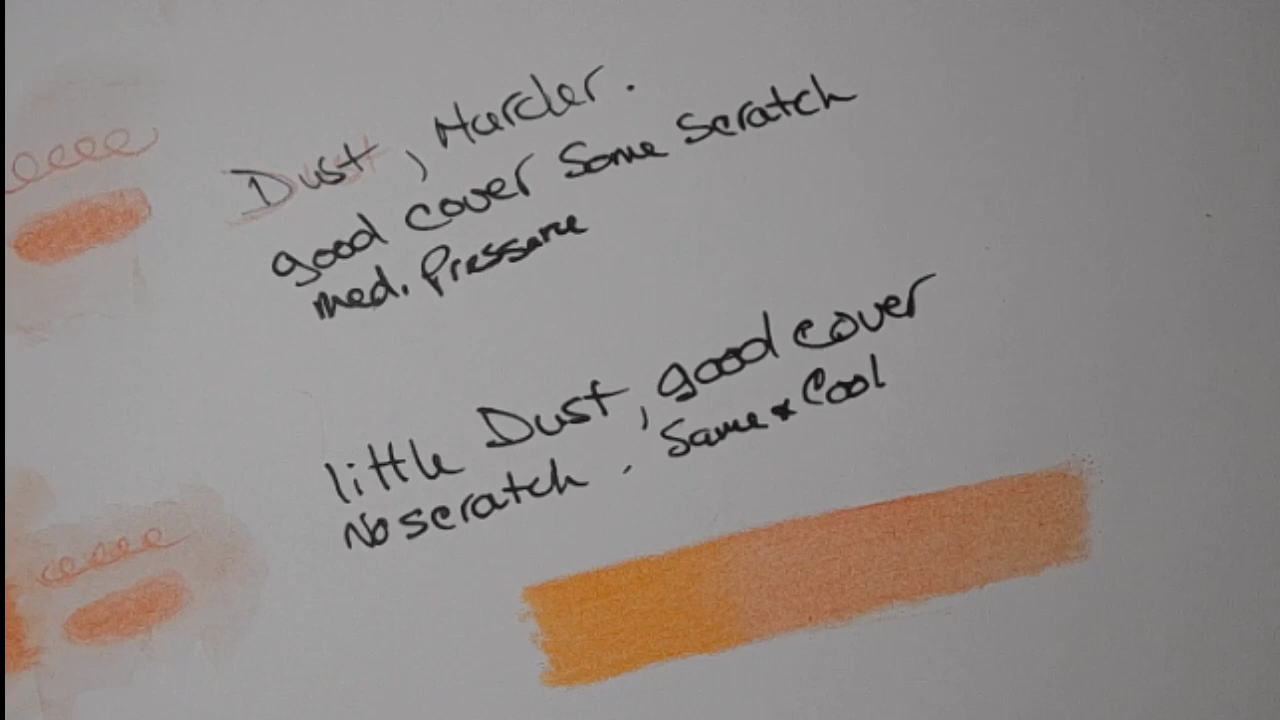 Dust, Harder.
good cover Some Scratch
med. Pressure
little Dust, good cover
No scratch. Same * Cool